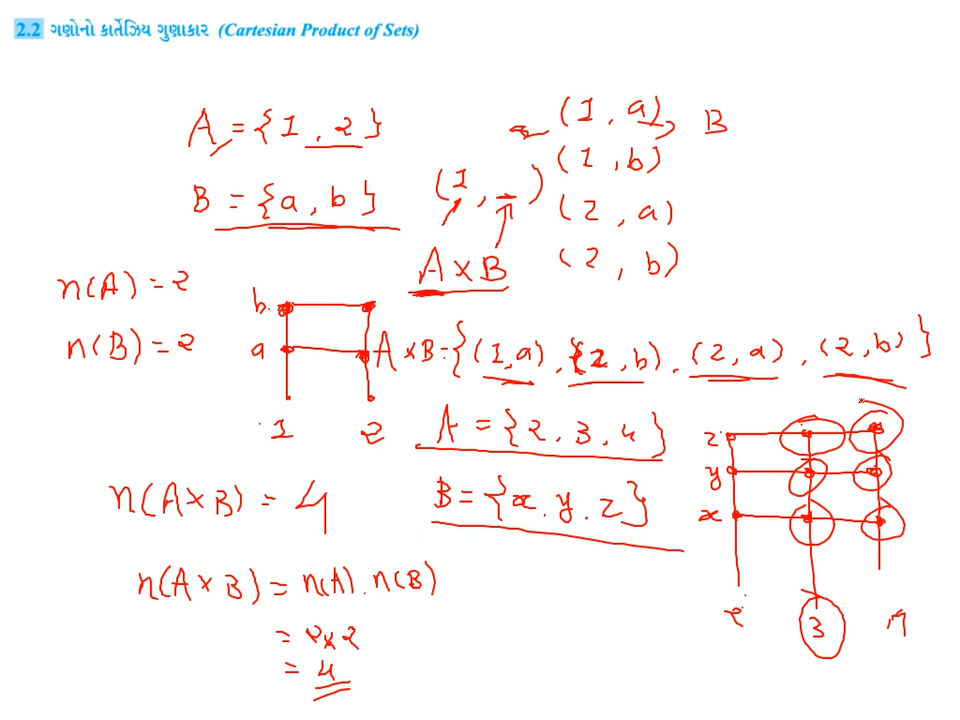 2.2 ગણોનો કાર્તેઝિય ગુણાકાર (Cartesian Product of Sets)
A = {1, 2}
B = {a, b}
(1, _)
A × B
(1, a) B
(1, b)
(2, a)
(2, b)
n(A) = 2
n(B) = 2
b
a
1 2
A × B = {(1, a), (1, b), (2, a), (2, b)}
A = {2, 3, 4}
B = {x, y, z}
n(A × B) = 4
n(A × B) = n(A) . n(B)
= 2 × 2
= 4
z
y
x
2 3 4